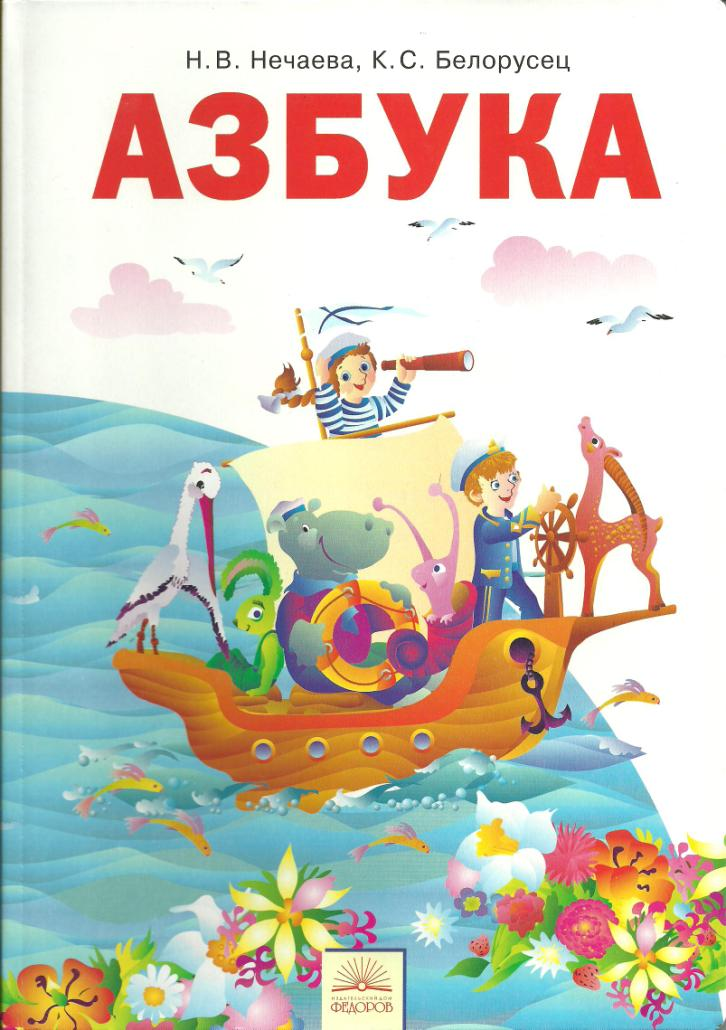 Н. В. Нечаева, К. С. Белорусец
АЗБУКА
ИЗДАТЕЛЬСКИЙ ДОМ
ФЕДОРОВ